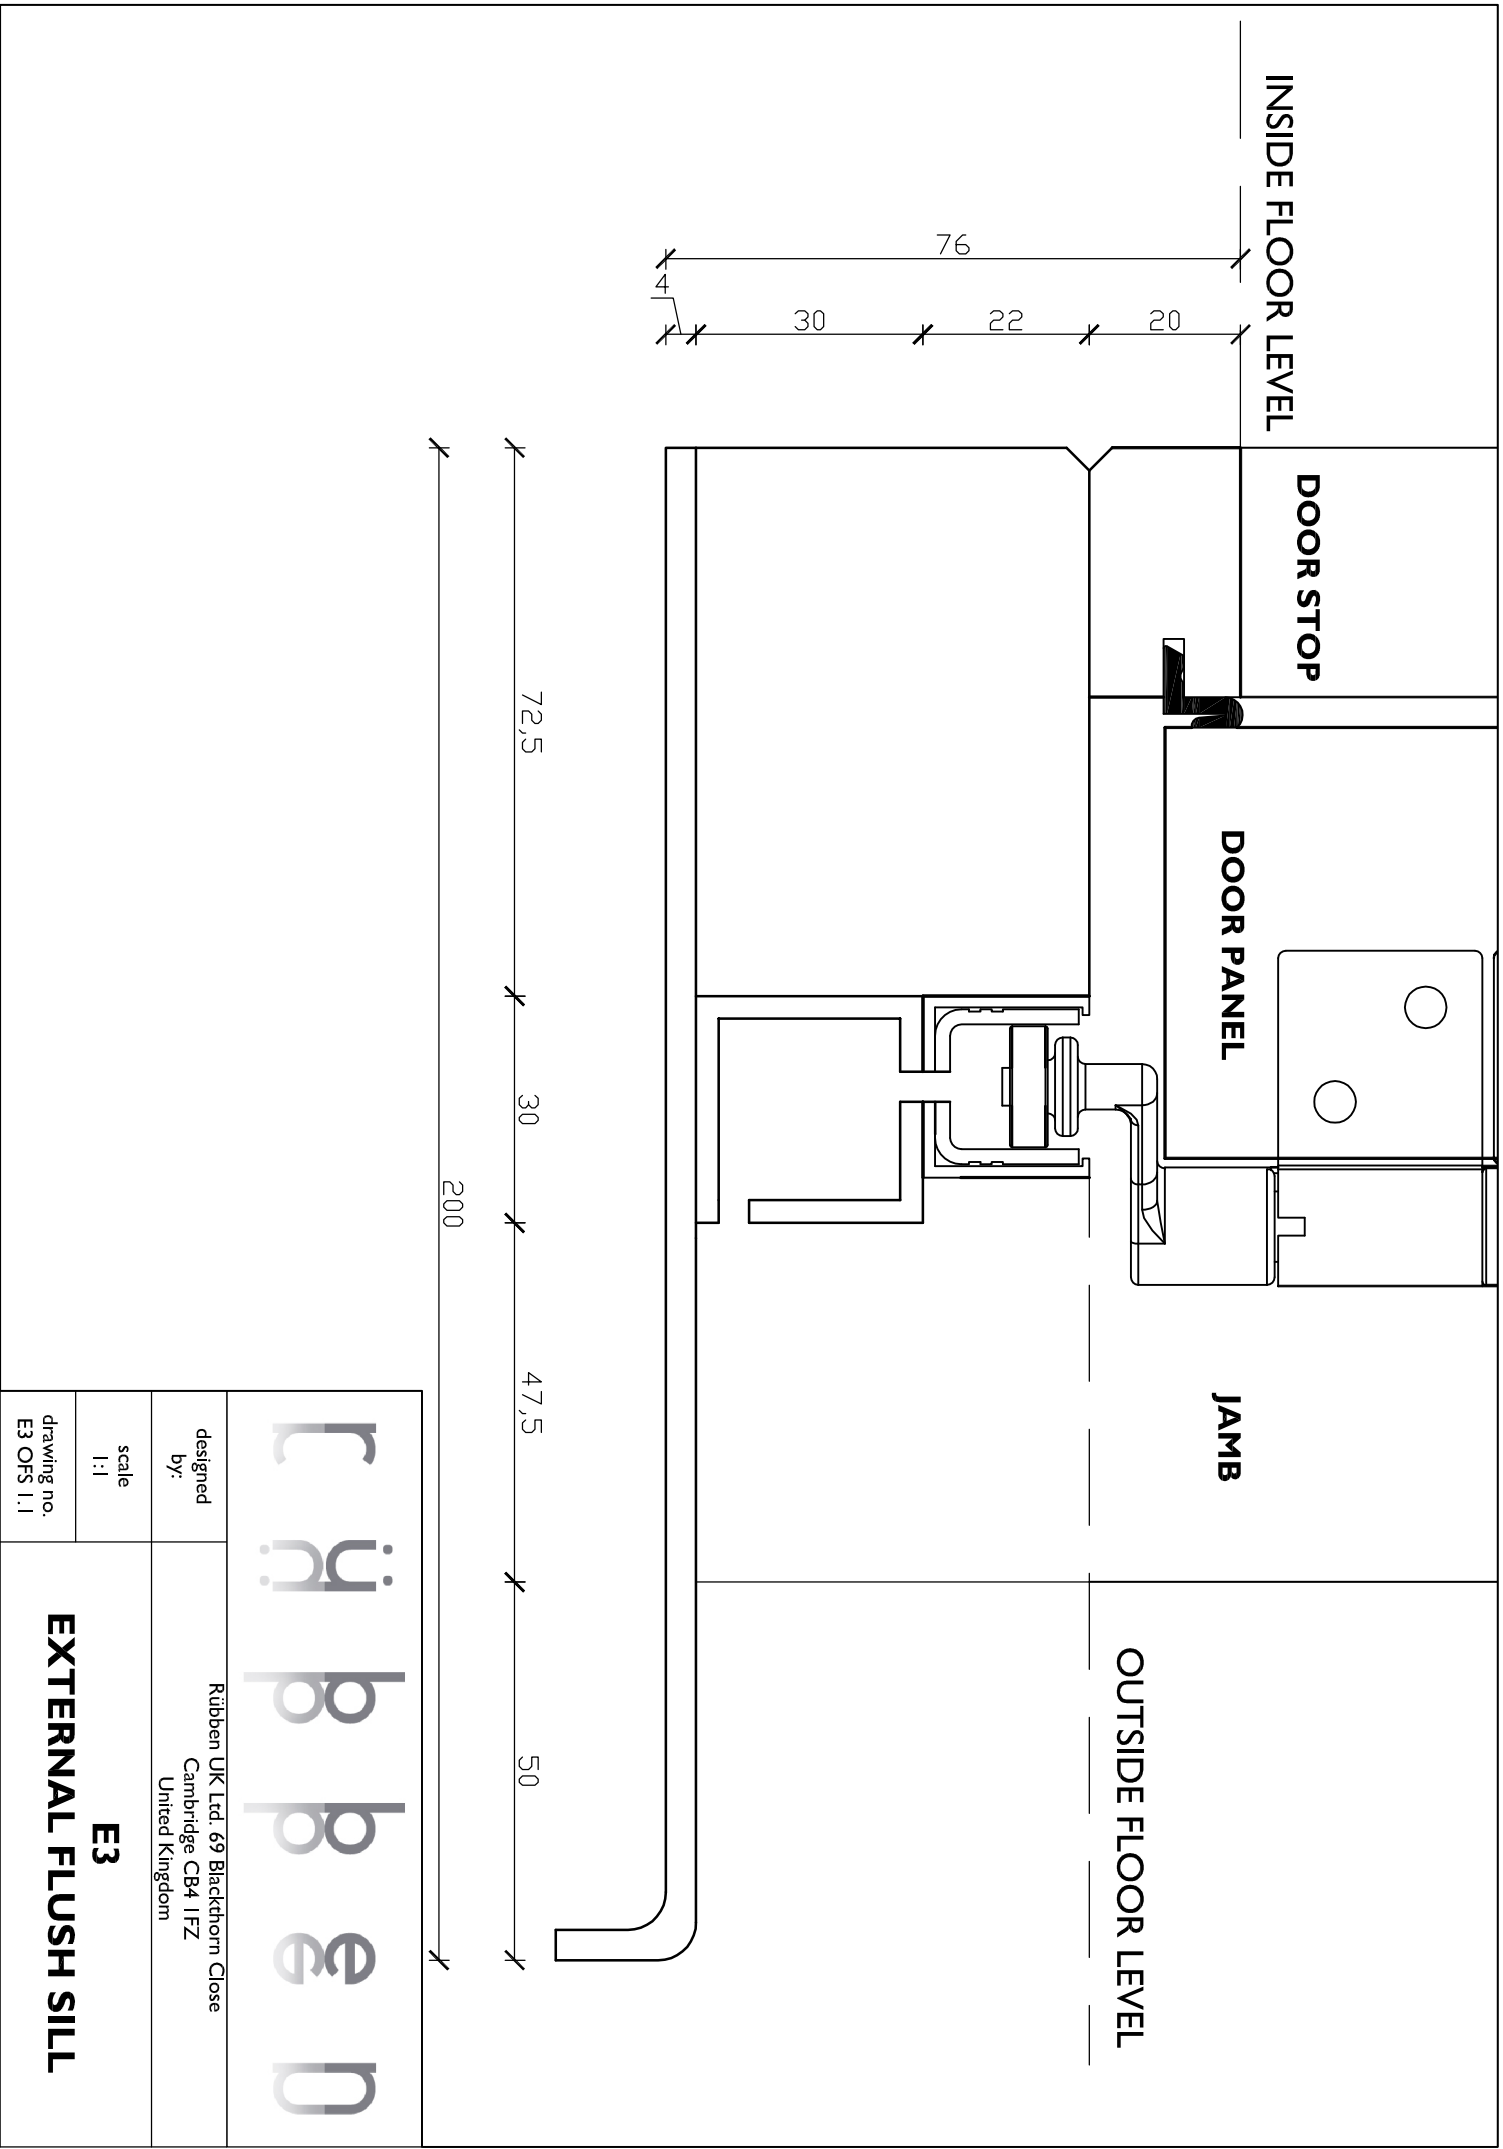 INSIDE FLOOR LEVEL
DOOR STOP
DOOR PANEL
JAMB
OUTSIDE FLOOR LEVEL
76
20
22
30
4
72,5
30
47,5
50
200
rübben
designed
by:
Rübben UK Ltd. 69 Blackthorn Close
Cambridge CB4 1FZ
United Kingdom
scale
1:1
drawing no.
E3 OFS 1.1
E3
EXTERNAL FLUSH SILL